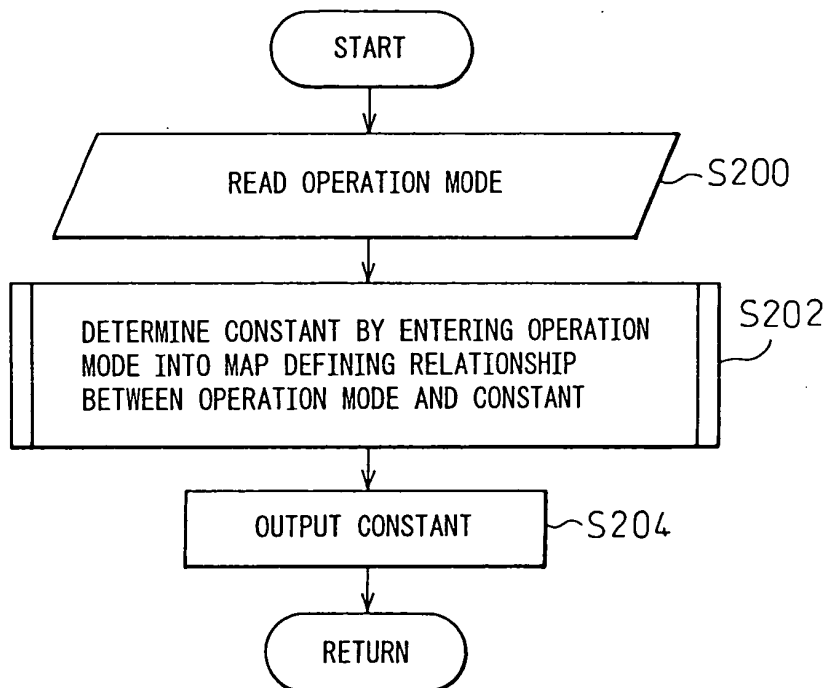 START
READ OPERATION MODE
S200
DETERMINE CONSTANT BY ENTERING OPERATION
MODE INTO MAP DEFINING RELATIONSHIP
BETWEEN OPERATION MODE AND CONSTANT
S202
OUTPUT CONSTANT
S204
RETURN